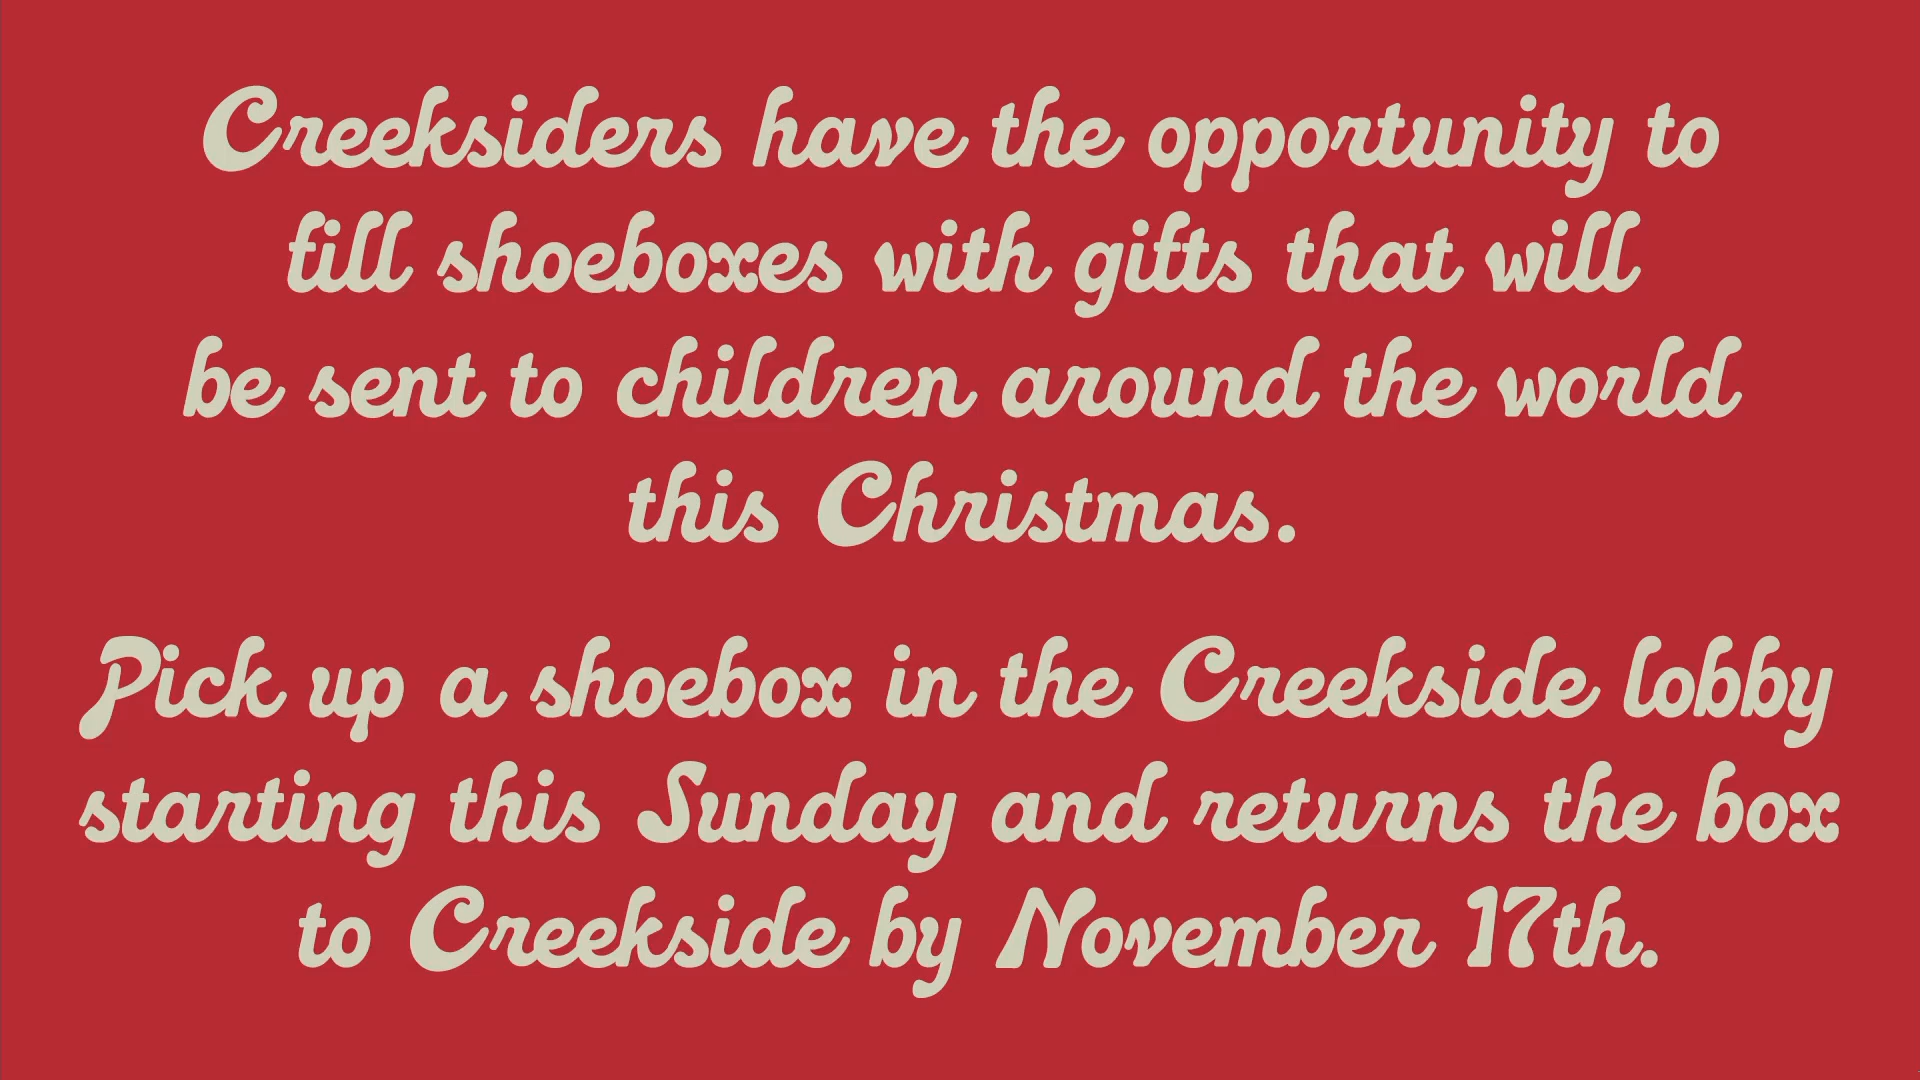 Creeksiders have the opportunity to
fill shoeboxes with gifts that will
be sent to children around the world
this Christmas.
Pick up a shoebox in the Creekside lobby
starting this Sunday and returns the box
to Creekside by November 17th.